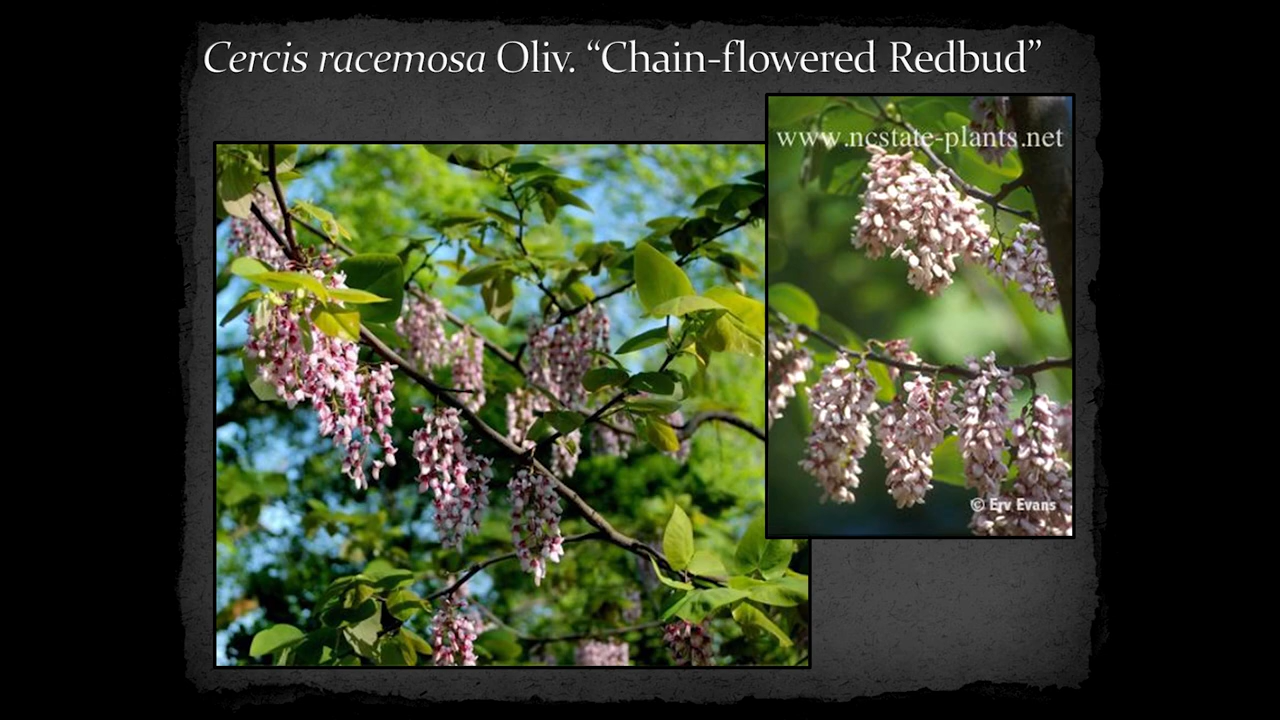 Cercis racemosa Oliv. “Chain-flowered Redbud”
www.ncstate-plants.net
© Erv Evans